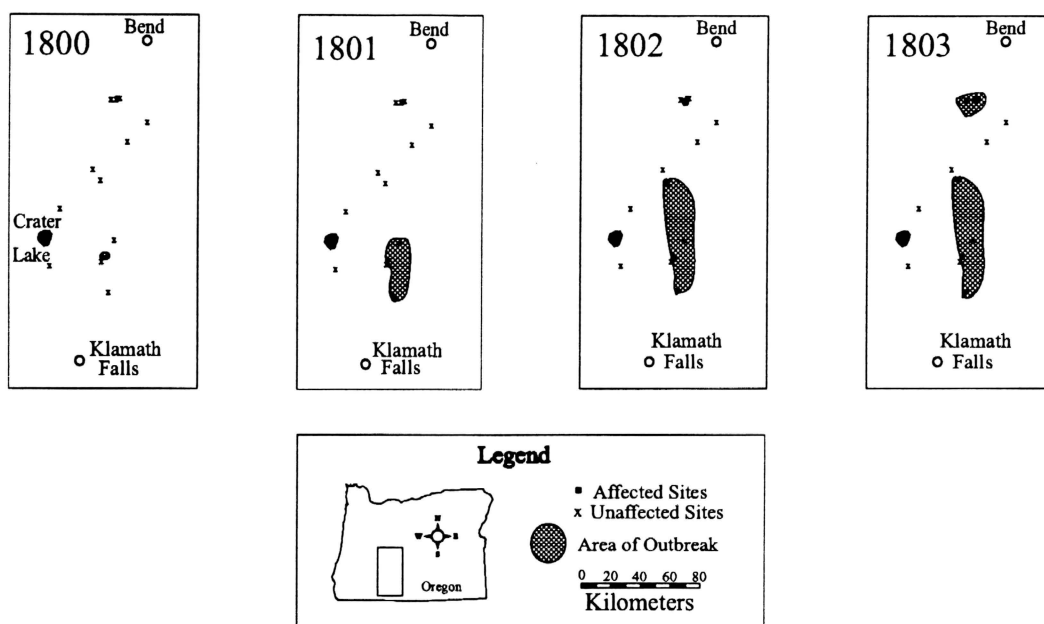 1800
Bend
Crater
Lake
Klamath
Falls
1801
Bend
Klamath
Falls
1802
Bend
Klamath
Falls
1803
Bend
Klamath
Falls
Legend
N
W E
S
Oregon
■ Affected Sites
x Unaffected Sites
Area of Outbreak
0 20 40 60 80
Kilometers